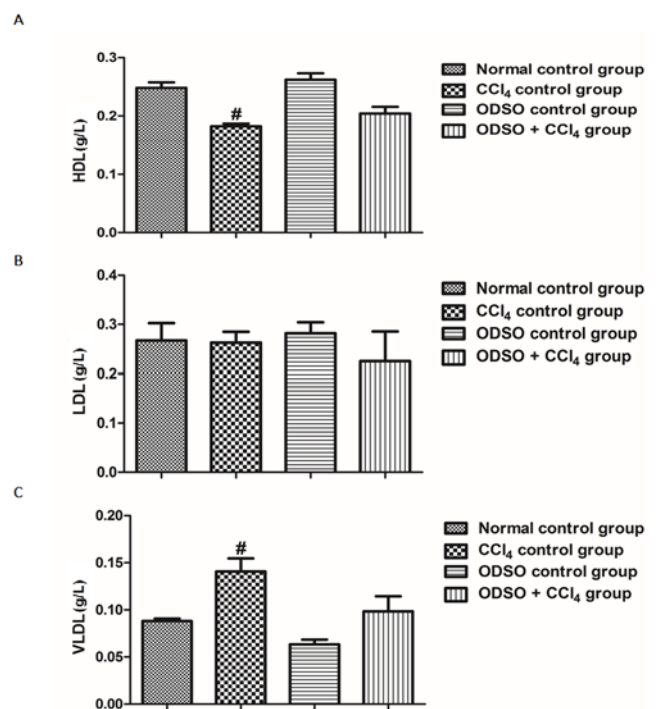 A
HDL(g/L)
0.3
0.2
0.1
0.0
#
Normal control group
CCl₄ control group
ODSO control group
ODSO + CCl₄ group
B
LDL(g/L)
0.4
0.3
0.2
0.0
Normal control group
CCl₄ control group
ODSO control group
ODSO + CCl₄ group
C
VLDL(g/L)
0.20
0.15
0.10
0.05
0.00
#
Normal control group
CCl₄ control group
ODSO control group
ODSO + CCl₄ group